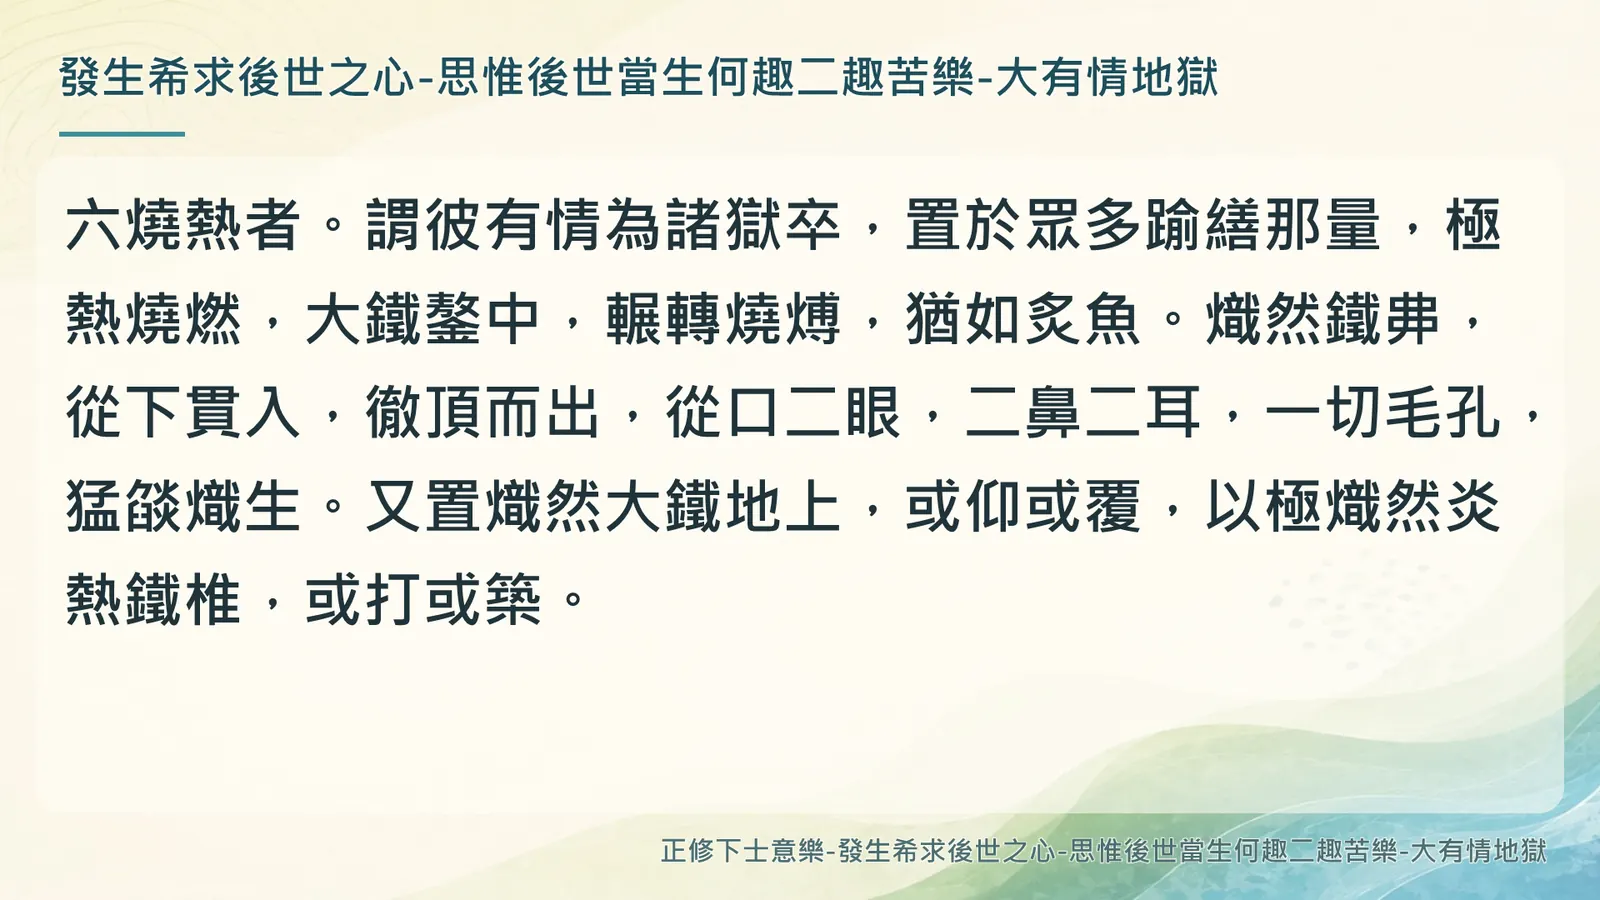 發生希求後世之心-思惟後世當生何趣二趣苦樂-大有情地獄
六燒熱者。謂彼有情為諸獄卒，置於眾多踰繕那量，極
熱燒燃，大鐵鏊中，輾轉燒煿，猶如炙魚。熾然鐵丳，
從下貫入，徹頂而出，從口二眼，二鼻二耳，一切毛孔，
猛燄熾生。又置熾然大鐵地上，或仰或覆，以極熾然炎
熱鐵椎，或打或築。
正修下士意樂-發生希求後世之心-思惟後世當生何趣二趣苦樂-大有情地獄